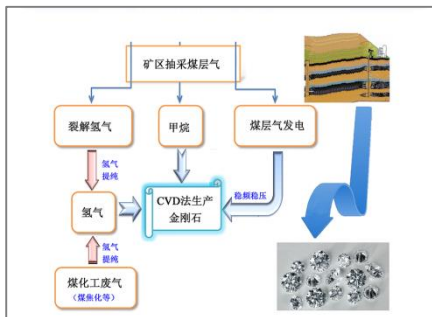 矿区抽采煤层气
裂解氢气
甲烷
煤层气发电
氢气
提纯
稳频稳压
氢气
CVD法生产
金刚石
氢气
提纯
煤化工废气
(煤焦化等)